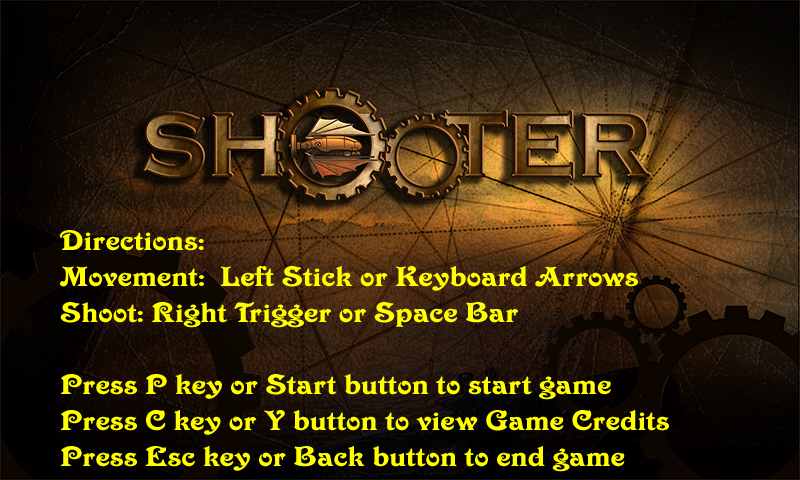 SHOOTER
Directions:
Movement:  Left Stick or Keyboard Arrows
Shoot: Right Trigger or Space Bar
Press P key or Start button to start game
Press C key or Y button to view Game Credits
Press Esc key or Back button to end game